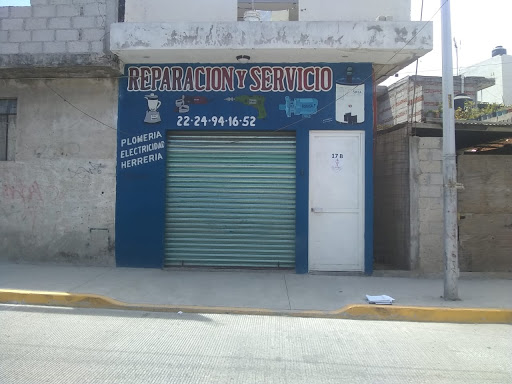 REPARACION Y SERVICIO
22-24-94-16-52
PLOMERIA
ELECTRICIDAD
HERRERIA
17 B